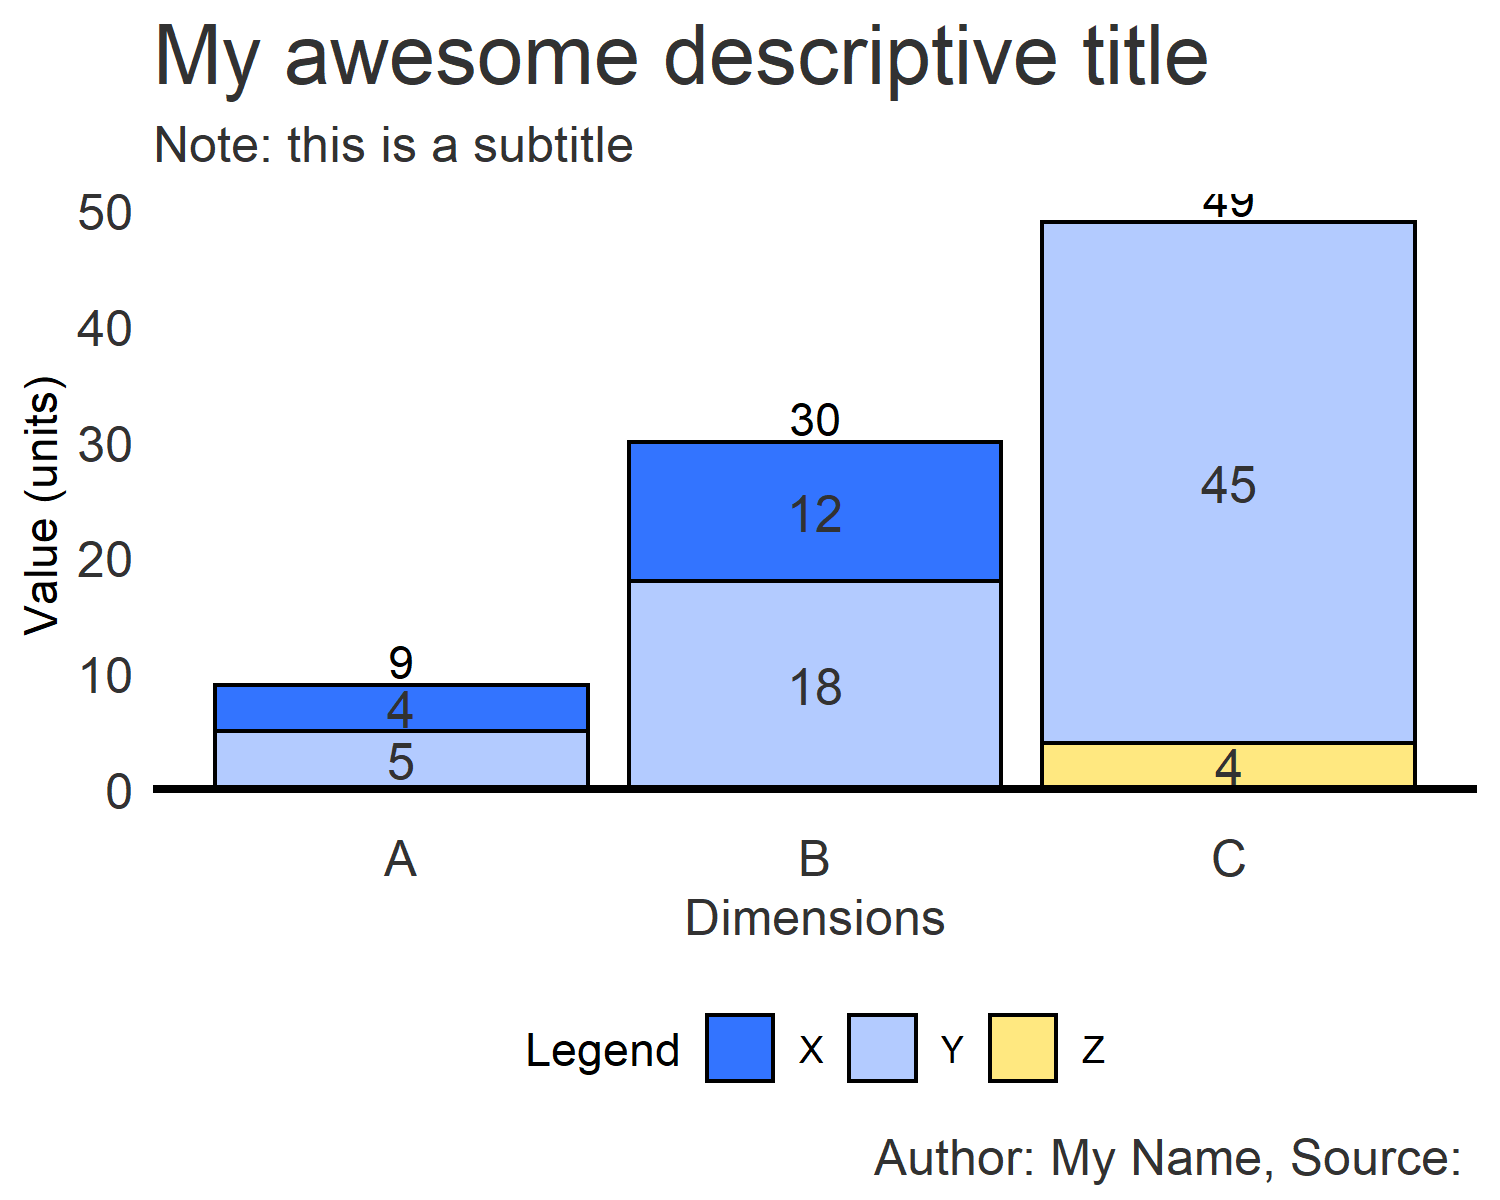 My awesome descriptive title
Note: this is a subtitle
50
40
30
20
10
0
Value (units)
9
4
5
30
12
18
49
45
4
A
B
C
Dimensions
Legend
X
Y
Z
Author: My Name, Source: